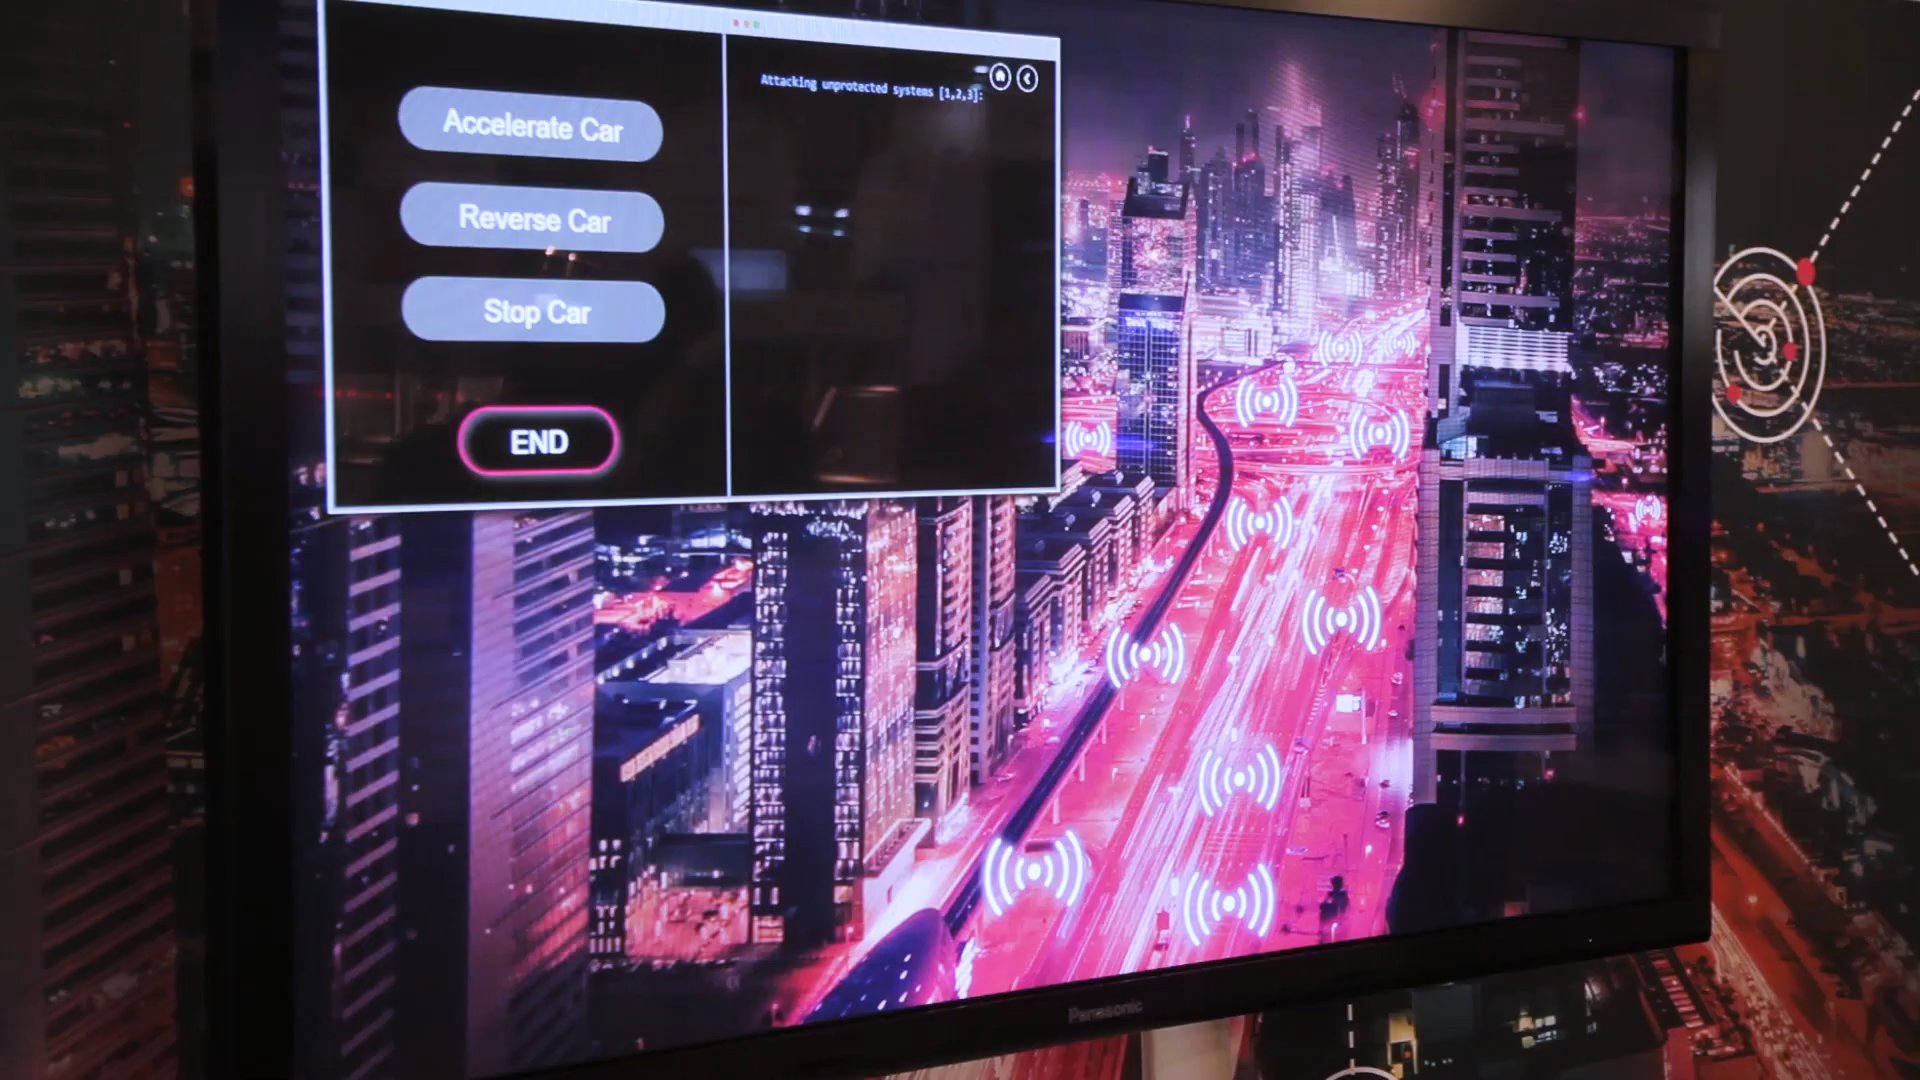 Accelerate Car
Reverse Car
Stop Car
END
Attacking unprotected systems [1,2,3]:
Panasonic